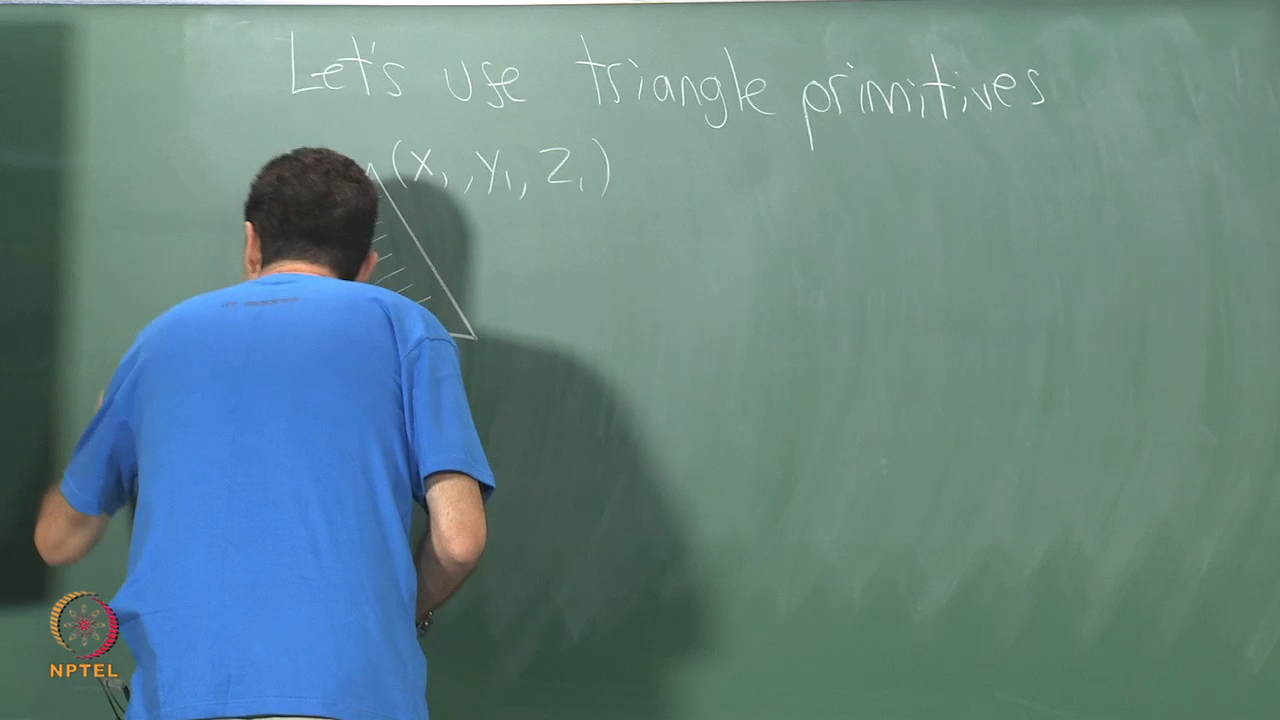 Let's use triangle primitives
(x₁, y₁, z₁)
NPTEL